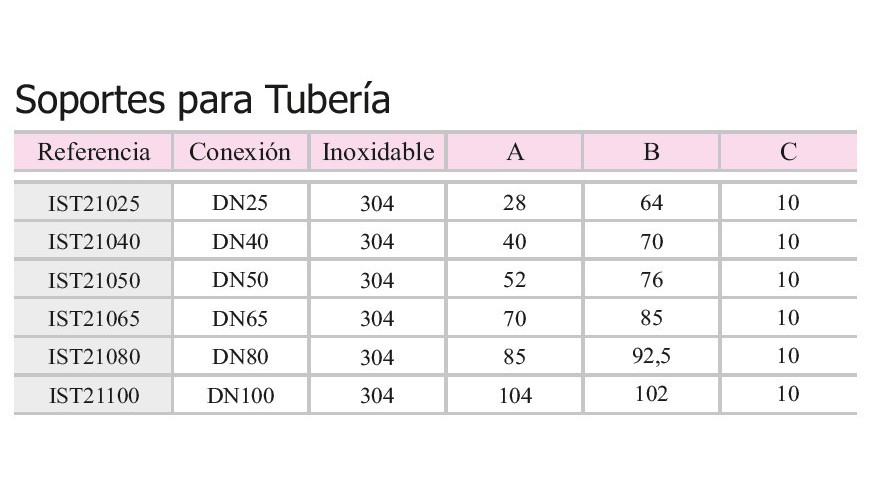 Soportes para Tubería
Referencia Conexión Inoxidable A B C
IST21025 DN25 304 28 64 10
IST21040 DN40 304 40 70 10
IST21050 DN50 304 52 76 10
IST21065 DN65 304 70 85 10
IST21080 DN80 304 85 92,5 10
IST21100 DN100 304 104 102 10